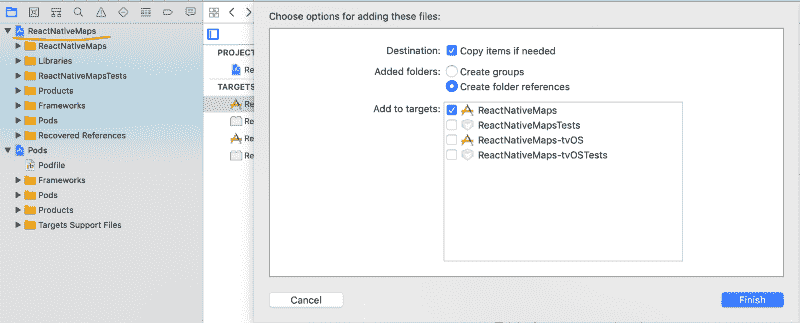 ReactNativeMaps
ReactNativeMaps
Libraries
ReactNativeMapsTests
Products
Frameworks
Pods
Recovered References
Pods
Podfile
Frameworks
Pods
Products
Targets Support Files
PROJEC
Re
TARGETS
Re
Re
Re
Re
Choose options for adding these files:
Destination: Copy items if needed
Added folders: Create groups
Create folder references
Add to targets: ReactNativeMaps
ReactNativeMapsTests
ReactNativeMaps-tvOS
ReactNativeMaps-tvOSTests
Cancel
Finish